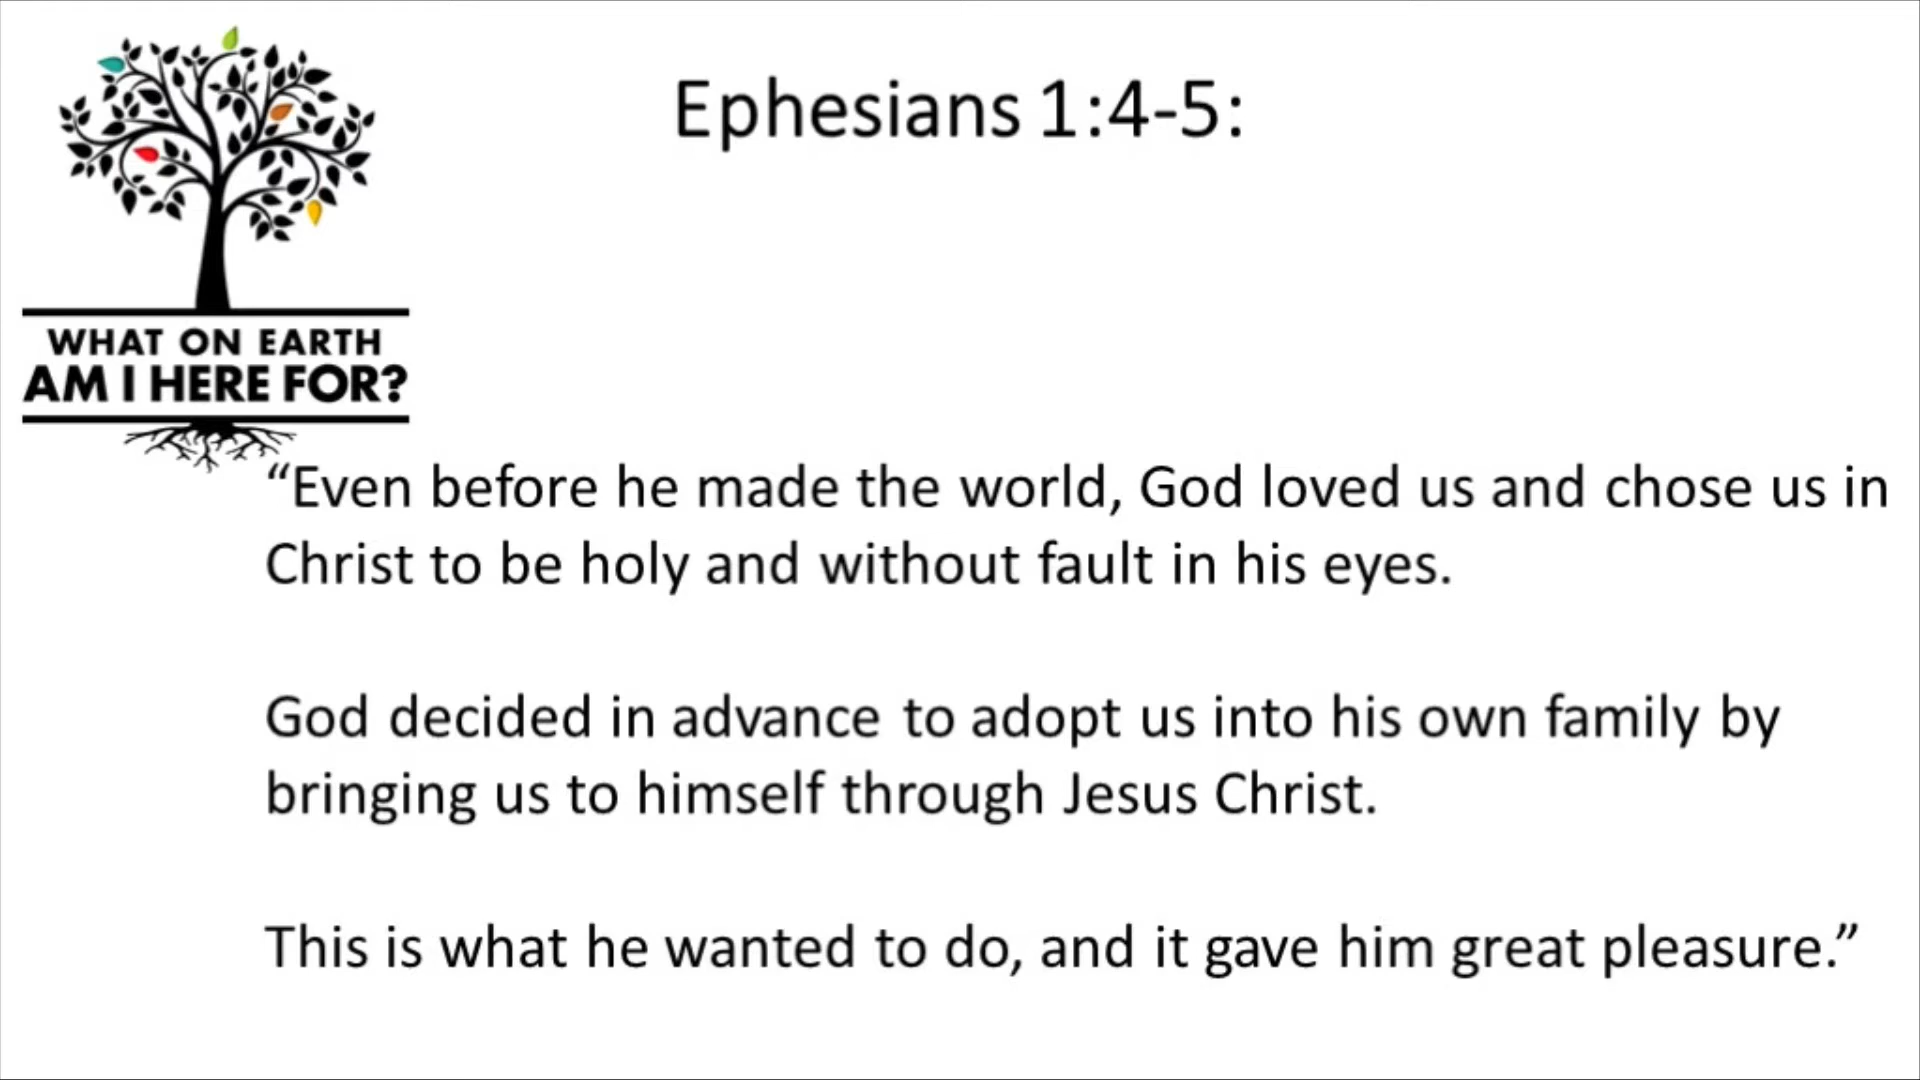 Ephesians 1:4-5:
WHAT ON EARTH
AM I HERE FOR?
“Even before he made the world, God loved us and chose us in
Christ to be holy and without fault in his eyes.
God decided in advance to adopt us into his own family by
bringing us to himself through Jesus Christ.
This is what he wanted to do, and it gave him great pleasure.”